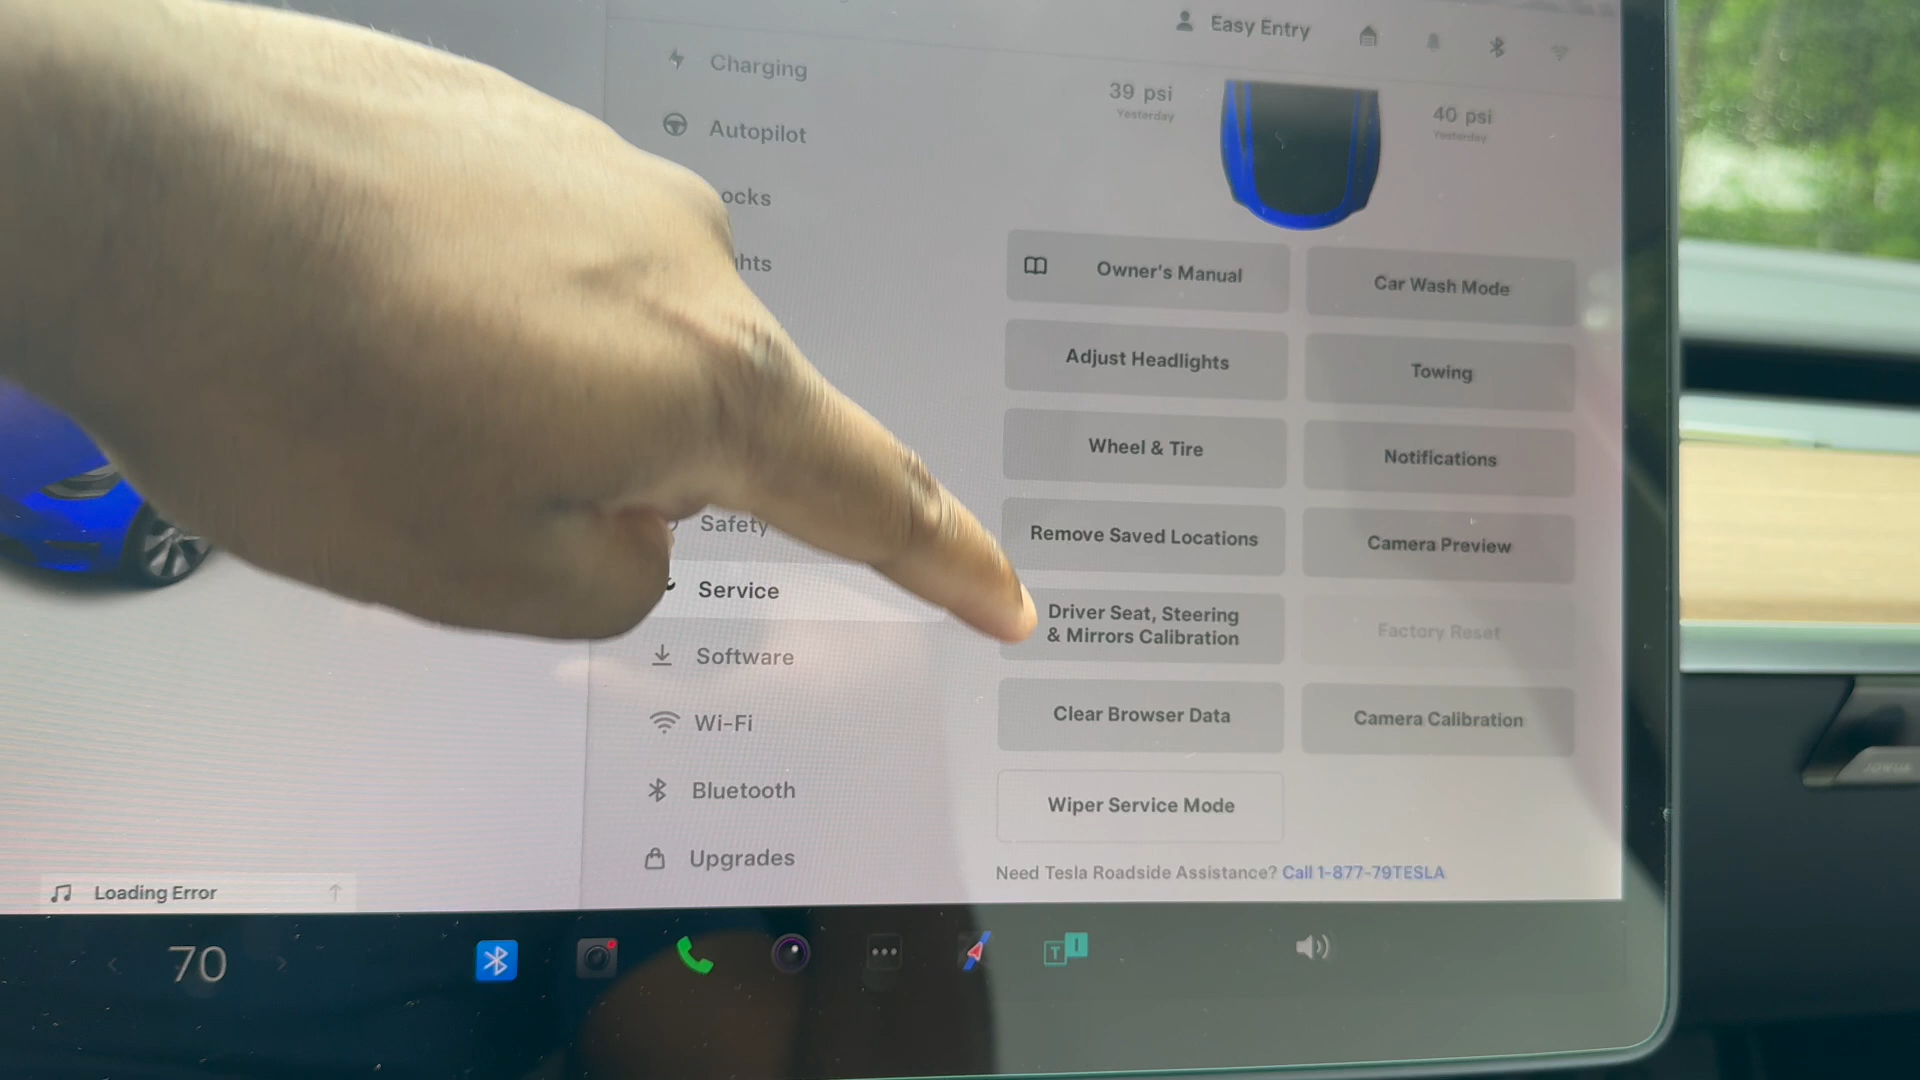 Easy Entry
Charging
Autopilot
ocks
hts
Safety
Service
Software
Wi-Fi
Bluetooth
Upgrades
39 psi
Yesterday
40 psi
Yesterday
Owner's Manual
Car Wash Mode
Adjust Headlights
Towing
Wheel & Tire
Notifications
Remove Saved Locations
Camera Preview
Driver Seat, Steering
& Mirrors Calibration
Factory Reset
Clear Browser Data
Camera Calibration
Wiper Service Mode
Need Tesla Roadside Assistance? Call 1-877-79TESLA
Loading Error
70
T I